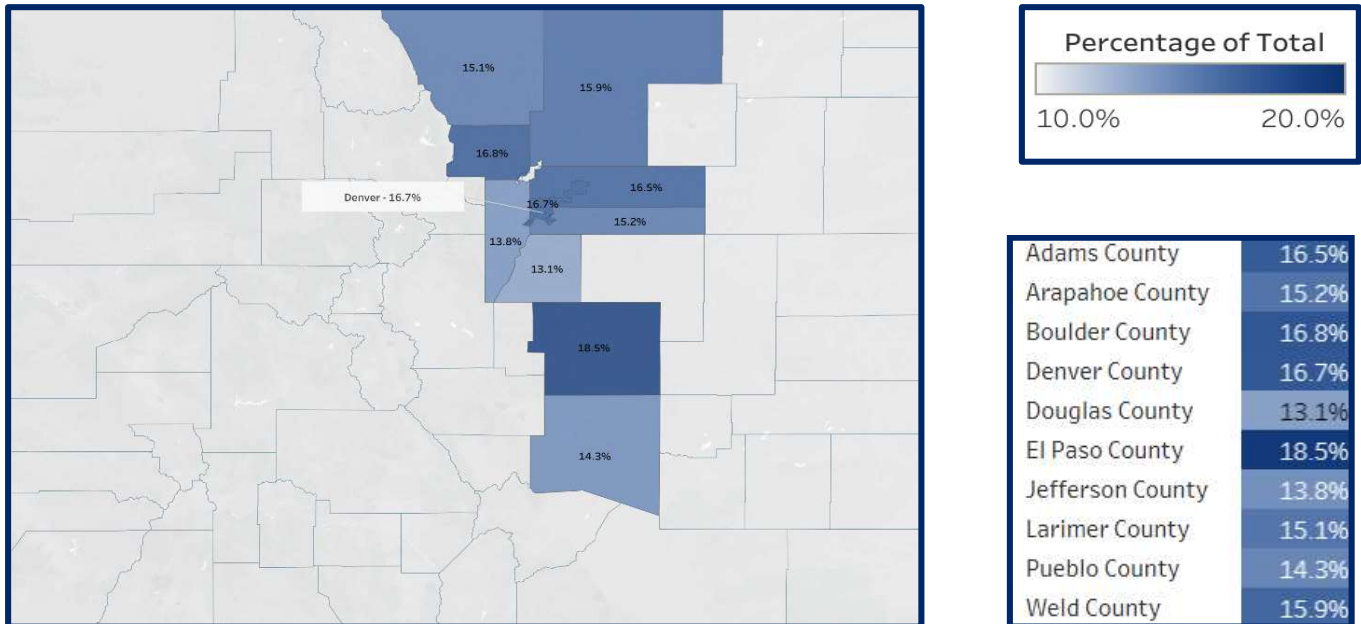 15.1%
15.9%
16.8%
16.5%
Denver - 16.7%
16.7%
15.2%
13.8%
13.1%
18.5%
14.3%
Percentage of Total
10.0% 20.0%
Adams County 16.5%
Arapahoe County 15.2%
Boulder County 16.8%
Denver County 16.7%
Douglas County 13.1%
El Paso County 18.5%
Jefferson County 13.8%
Larimer County 15.1%
Pueblo County 14.3%
Weld County 15.9%